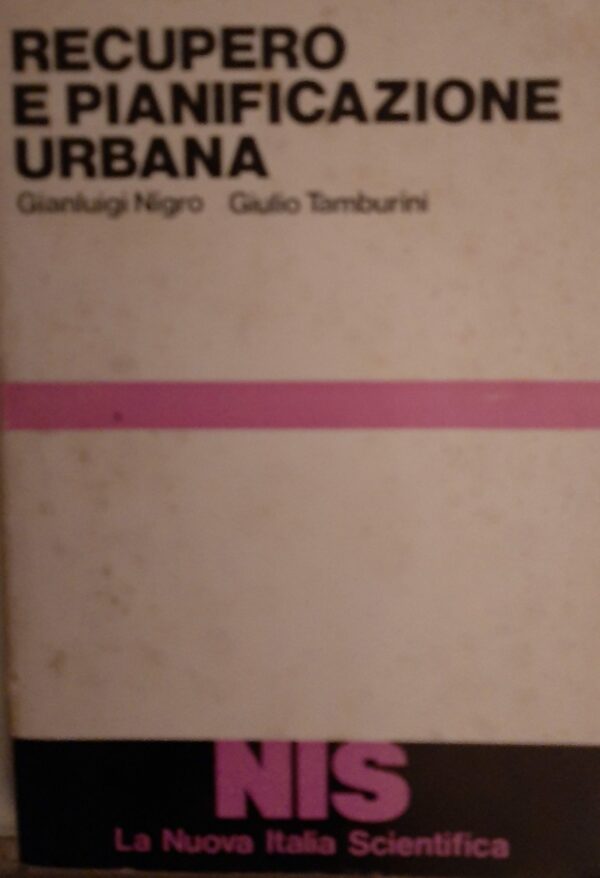 RECUPERO
E PIANIFICAZIONE
URBANA
Gianluigi Nigro Giulio Tamburini
NIS
La Nuova Italia Scientifica